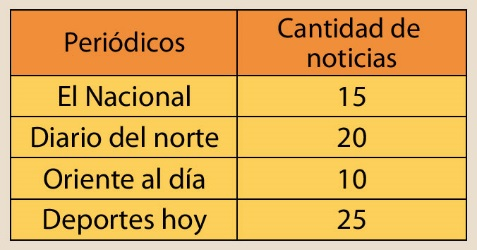 Periódicos
Cantidad de
noticias
El Nacional 15
Diario del norte 20
Oriente al día 10
Deportes hoy 25